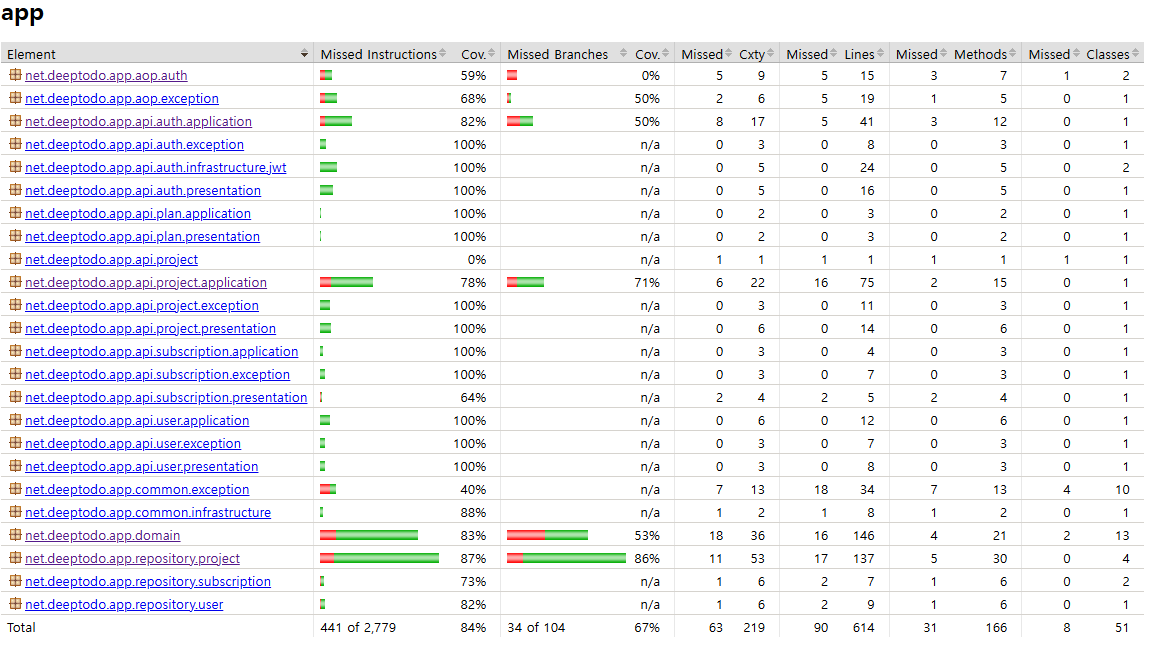 app
Element Missed Instructions Cov. Missed Branches Cov. Missed Cxty Missed Lines Missed Methods Missed Classes
net.deeptodo.app.aop.auth 59% 0% 5 9 5 15 3 7 1 2
net.deeptodo.app.aop.exception 68% 50% 2 6 5 19 1 5 0 1
net.deeptodo.app.api.auth.application 82% 50% 8 17 5 41 3 12 0 1
net.deeptodo.app.api.auth.exception 100% n/a 0 3 0 8 0 3 0 1
net.deeptodo.app.api.auth.infrastructure.jwt 100% n/a 0 5 0 24 0 5 0 2
net.deeptodo.app.api.auth.presentation 100% n/a 0 5 0 16 0 5 0 1
net.deeptodo.app.api.plan.application 100% n/a 0 2 0 3 0 2 0 1
net.deeptodo.app.api.plan.presentation 100% n/a 0 2 0 3 0 2 0 1
net.deeptodo.app.api.project 0% n/a 1 1 1 1 1 1 1 1
net.deeptodo.app.api.project.application 78% 71% 6 22 16 75 2 15 0 1
net.deeptodo.app.api.project.exception 100% n/a 0 3 0 11 0 3 0 1
net.deeptodo.app.api.project.presentation 100% n/a 0 6 0 14 0 6 0 1
net.deeptodo.app.api.subscription.application 100% n/a 0 3 0 4 0 3 0 1
net.deeptodo.app.api.subscription.exception 100% n/a 0 3 0 7 0 3 0 1
net.deeptodo.app.api.subscription.presentation 64% n/a 2 4 2 5 2 4 0 1
net.deeptodo.app.api.user.application 100% n/a 0 6 0 12 0 6 0 1
net.deeptodo.app.api.user.exception 100% n/a 0 3 0 7 0 3 0 1
net.deeptodo.app.api.user.presentation 100% n/a 0 3 0 8 0 3 0 1
net.deeptodo.app.common.exception 40% n/a 7 13 18 34 7 13 4 10
net.deeptodo.app.common.infrastructure 88% n/a 1 2 1 8 1 2 0 1
net.deeptodo.app.domain 83% 53% 18 36 16 146 4 21 2 13
net.deeptodo.app.repository.project 87% 86% 11 53 17 137 5 30 0 4
net.deeptodo.app.repository.subscription 73% n/a 1 6 2 7 1 6 0 2
net.deeptodo.app.repository.user 82% n/a 1 6 2 9 1 6 0 1
Total 441 of 2,779 84% 34 of 104 67% 63 219 90 614 31 166 8 51